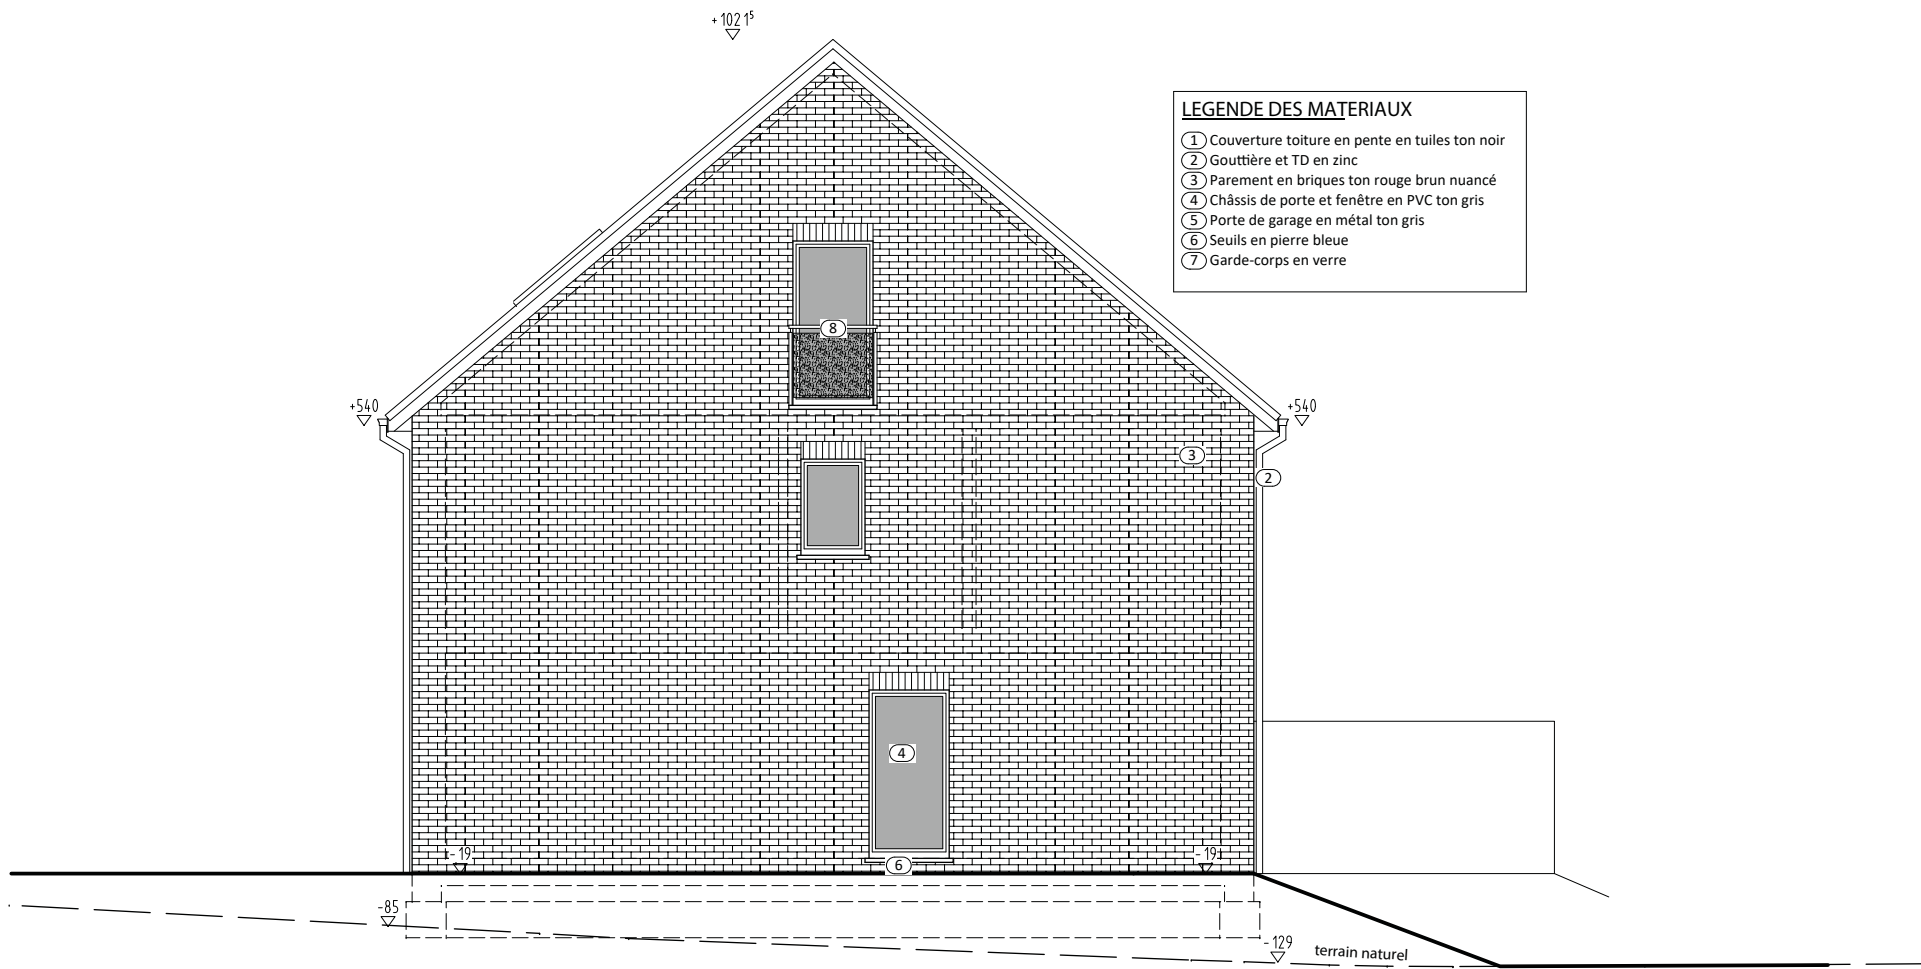 +1021⁵
LEGENDE DES MATERIAUX
1 Couverture toiture en pente en tuiles ton noir
2 Gouttière et TD en zinc
3 Parement en briques ton rouge brun nuancé
4 Châssis de porte et fenêtre en PVC ton gris
5 Porte de garage en métal ton gris
6 Seuils en pierre bleue
7 Garde-corps en verre
8
+540
+540
3
2
4
-19
-19
6
-85
-129
terrain naturel